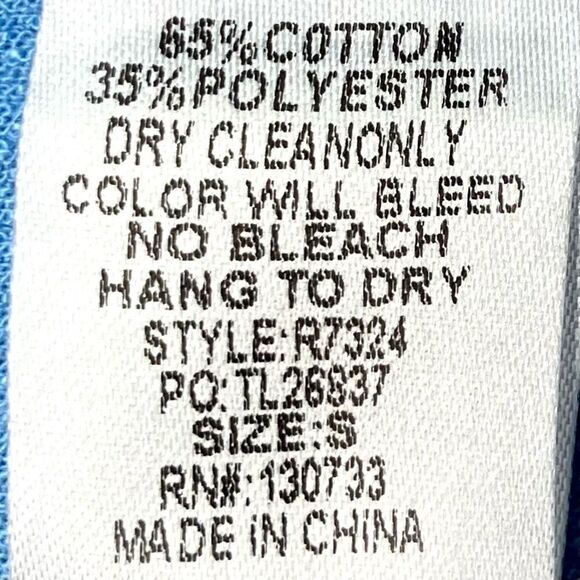 65% COTTON
35% POLYESTER
DRY CLEANONLY
COLOR WILL BLEED
NO BLEACH
HANG TO DRY
STYLE:R7324
PO:TL26837
SIZE:S
RN#:130733
MADE IN CHINA